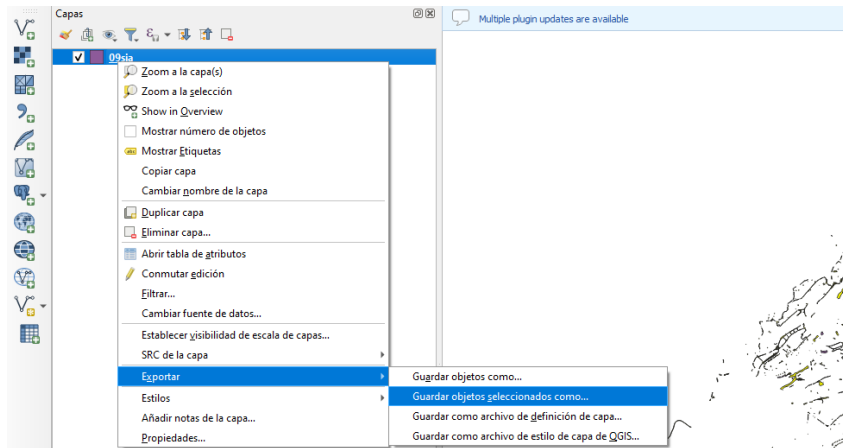 Capas
Multiple plugin updates are available
09sia
Zoom a la capa(s)
Zoom a la selección
Show in Overview
Mostrar número de objetos
abc Mostrar Etiquetas
Copiar capa
Cambiar nombre de la capa
Duplicar capa
Eliminar capa...
Abrir tabla de atributos
Conmutar edición
Filtrar...
Cambiar fuente de datos...
Establecer visibilidad de escala de capas...
SRC de la capa
Exportar
Guardar objetos como...
Estilos
Guardar objetos seleccionados como...
Añadir notas de la capa...
Guardar como archivo de definición de capa...
Propiedades...
Guardar como archivo de estilo de capa de QGIS...